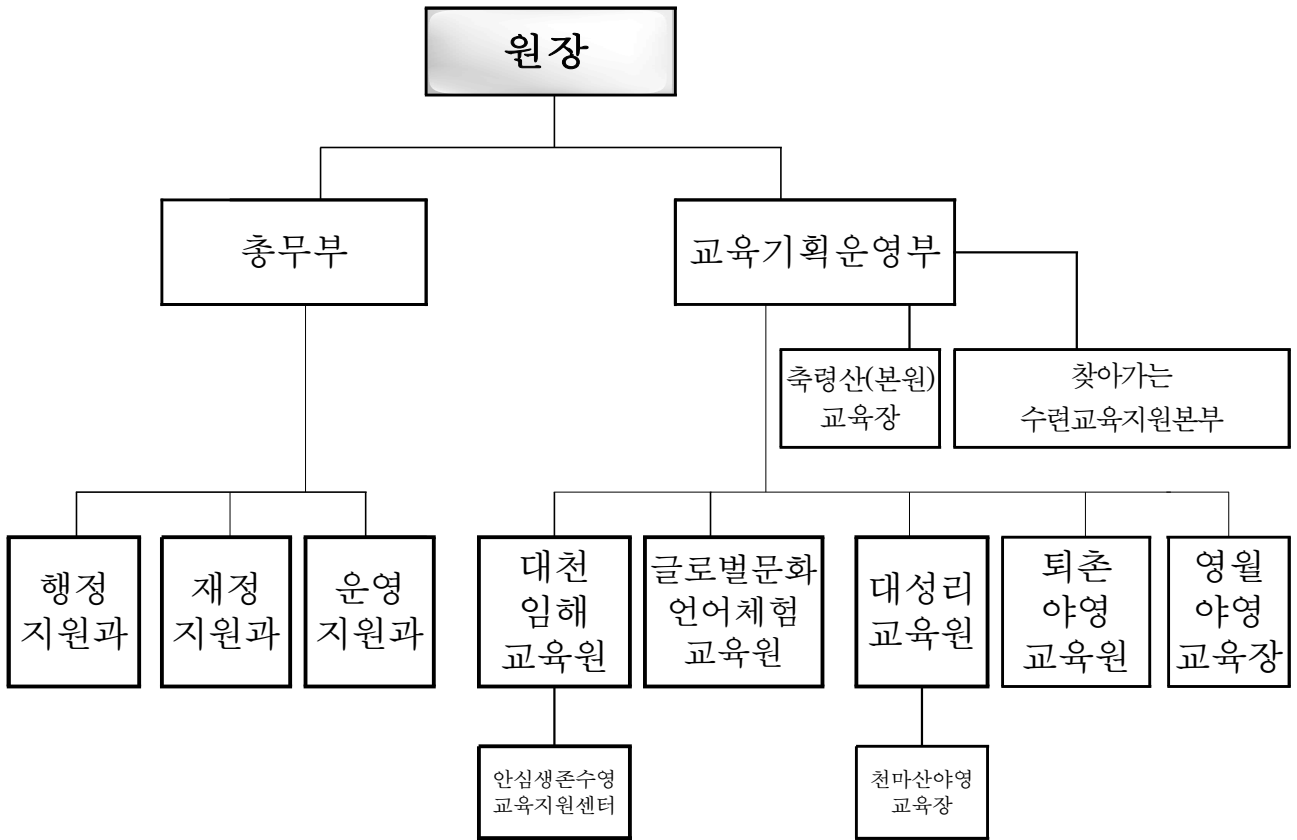 원장
총무부
교육기획운영부
축령산(본원)
교육장
찾아가는
수련교육지원본부
행정
지원과
재정
지원과
운영
지원과
대천
임해
교육원
글로벌문화
언어체험
교육원
대성리
교육원
퇴촌
야영
교육원
영월
야영
교육장
안심생존수영
교육지원센터
천마산야영
교육장